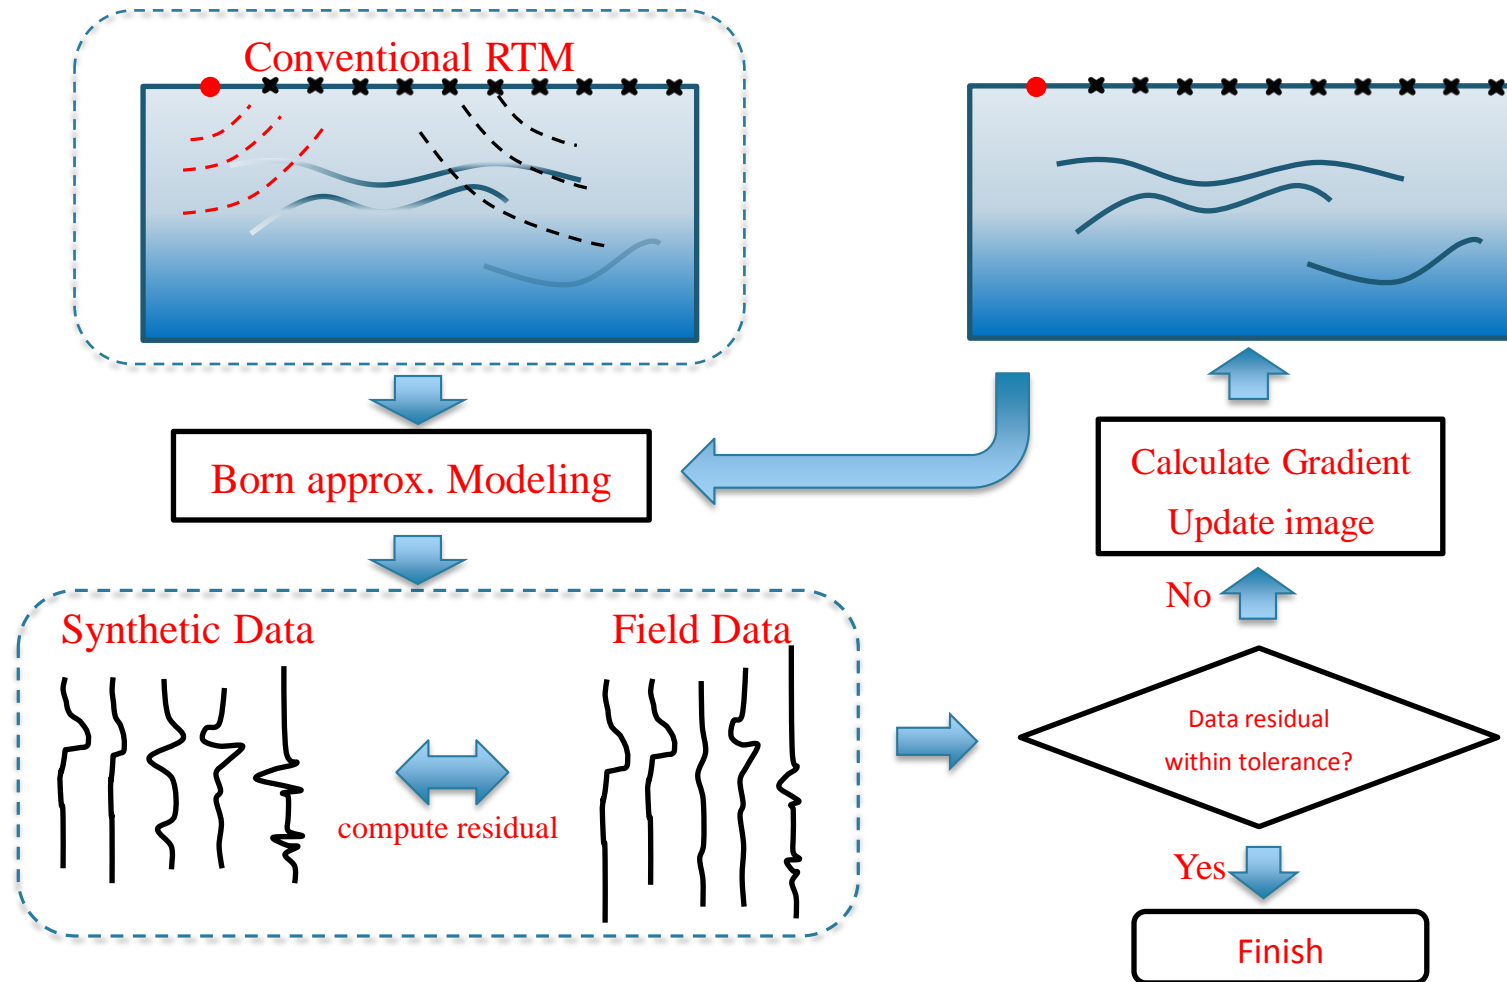 Conventional RTM
Born approx. Modeling
Calculate Gradient
Update image
No
Synthetic Data
Field Data
compute residual
Data residual
within tolerance?
Yes
Finish